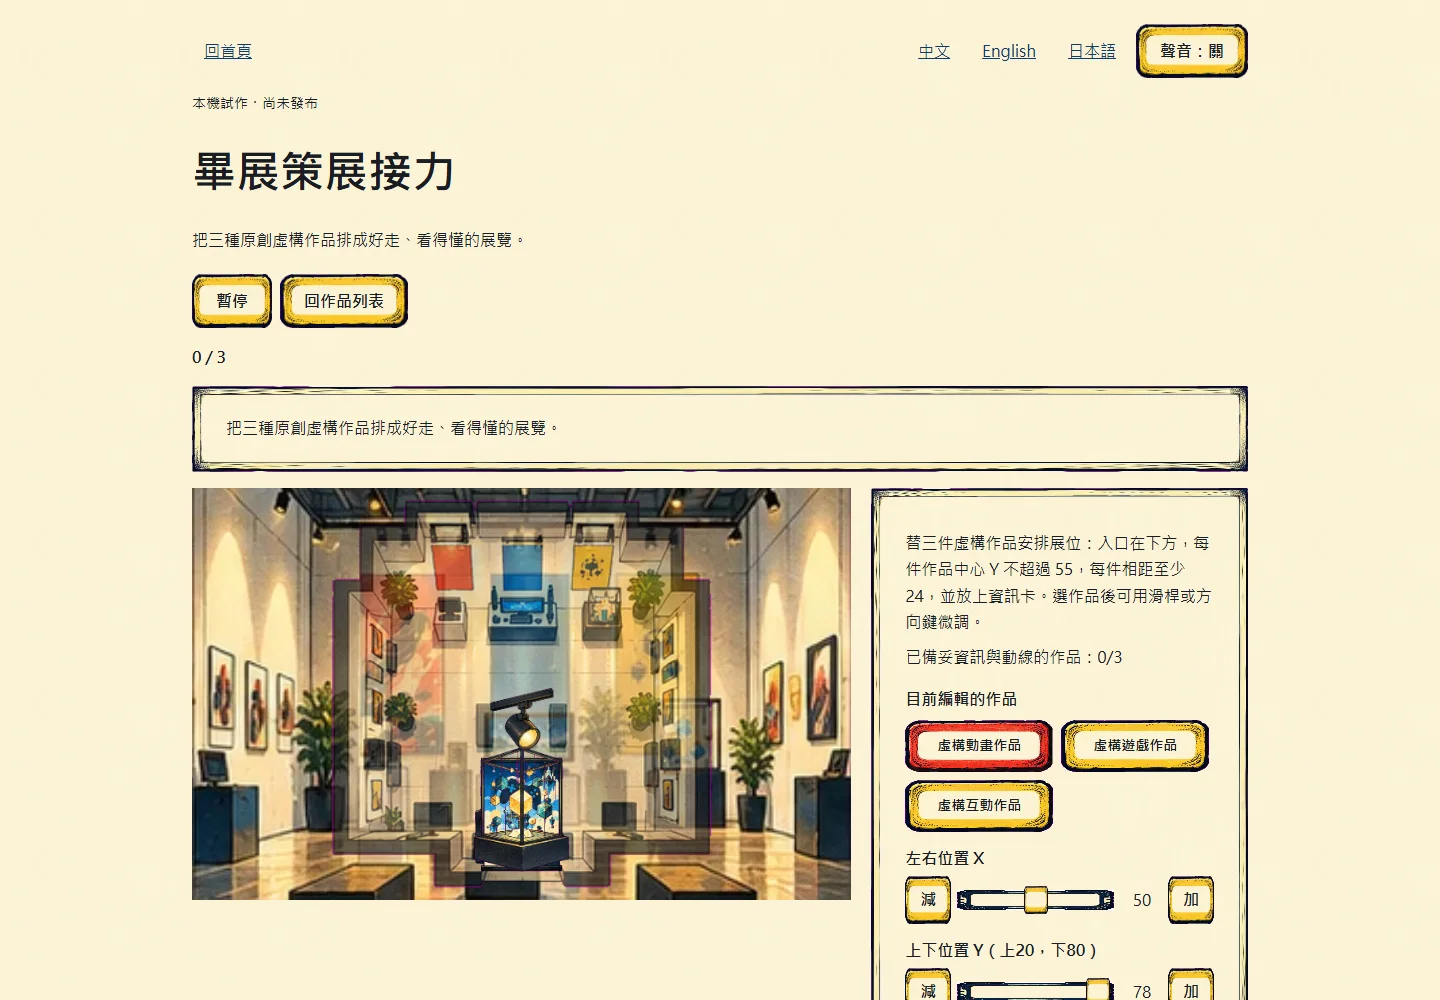 回首頁
中文 English 日本語 聲音：關
本機試作・尚未發布
畢展策展接力
把三種原創虛構作品排成好走、看得懂的展覽。
暫停 回作品列表
0 / 3
把三種原創虛構作品排成好走、看得懂的展覽。
替三件虛構作品安排展位：入口在下方，每
件作品中心 Y 不超過 55，每件相距至少
24，並放上資訊卡。選作品後可用滑桿或方
向鍵微調。
已備妥資訊與動線的作品：0/3
目前編輯的作品
虛構動畫作品 虛構遊戲作品
虛構互動作品
左右位置 X
減 50 加
上下位置 Y（上20，下80）
減 78 加